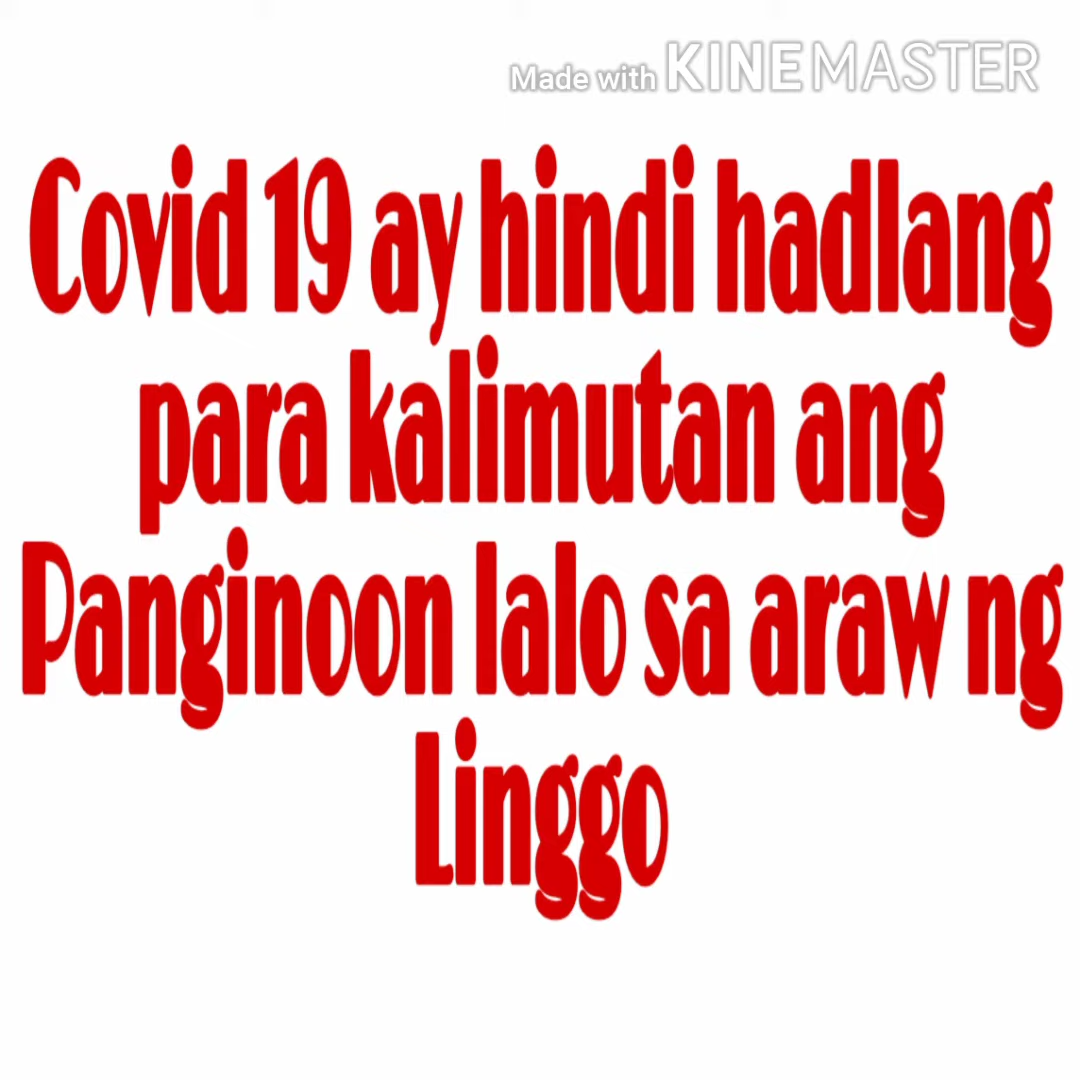 Made with KINEMASTER
Covid 19 ay hindi hadlang
para kalimutan ang
Panginoon lalo sa araw ng
Linggo